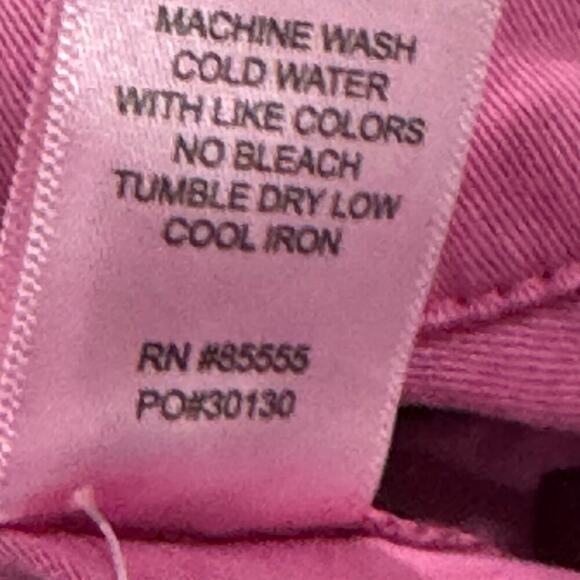 MACHINE WASH
COLD WATER
WITH LIKE COLORS
NO BLEACH
TUMBLE DRY LOW
COOL IRON
RN #85555
PO#30130